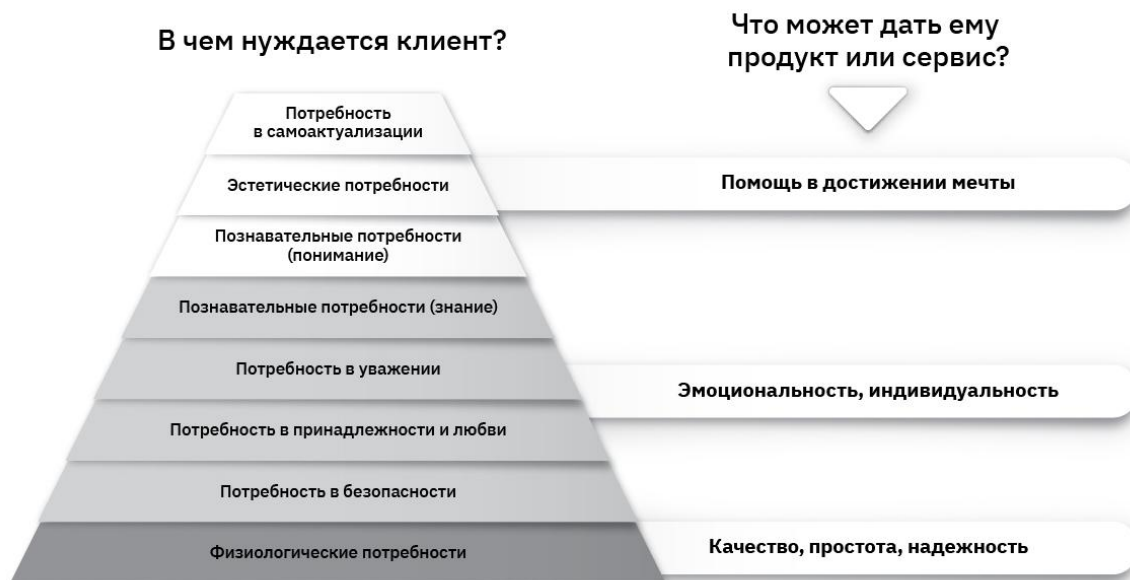 В чем нуждается клиент?
Что может дать ему
продукт или сервис?
Потребность
в самоактуализации
Эстетические потребности
Помощь в достижении мечты
Познавательные потребности
(понимание)
Познавательные потребности (знание)
Потребность в уважении
Эмоциональность, индивидуальность
Потребность в принадлежности и любви
Потребность в безопасности
Физиологические потребности
Качество, простота, надежность